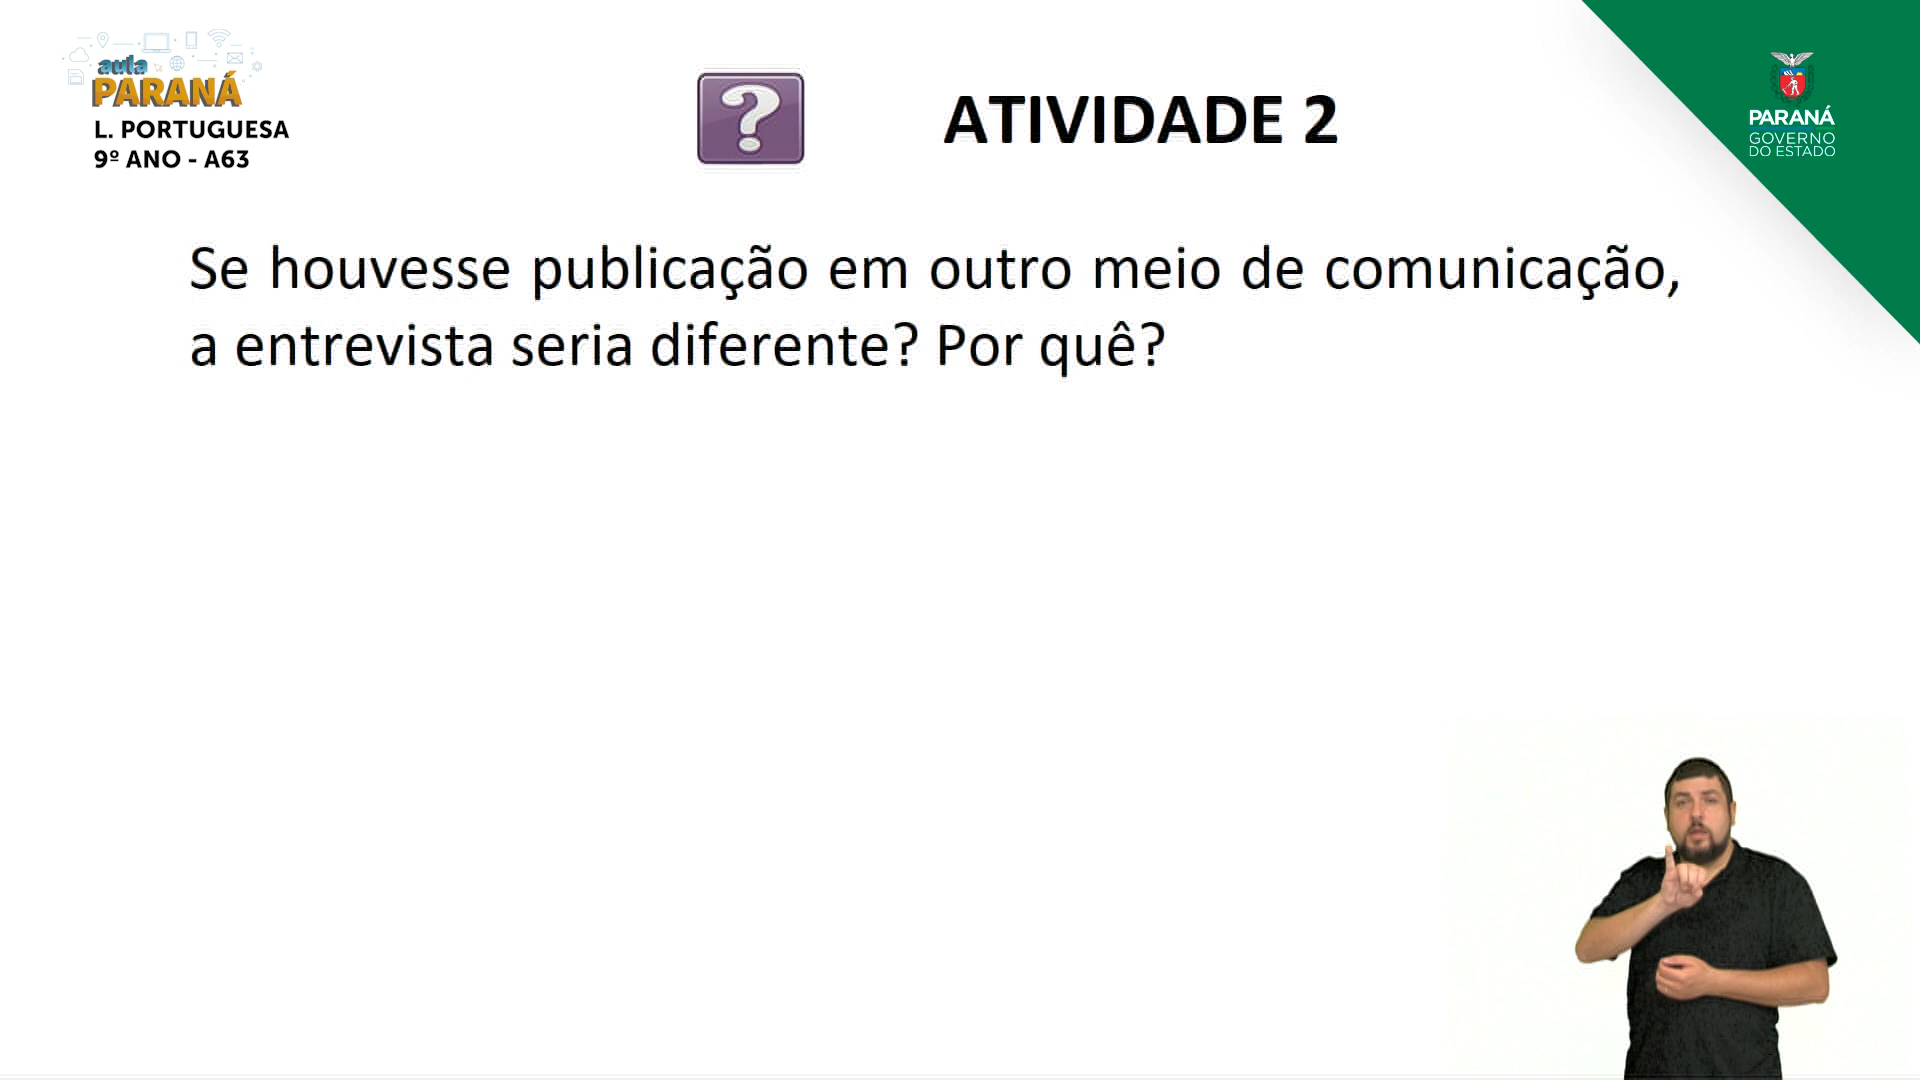 aula
PARANÁ
L. PORTUGUESA
9º ANO - A63
ATIVIDADE 2
PARANÁ
GOVERNO
DO ESTADO
Se houvesse publicação em outro meio de comunicação,
a entrevista seria diferente? Por quê?